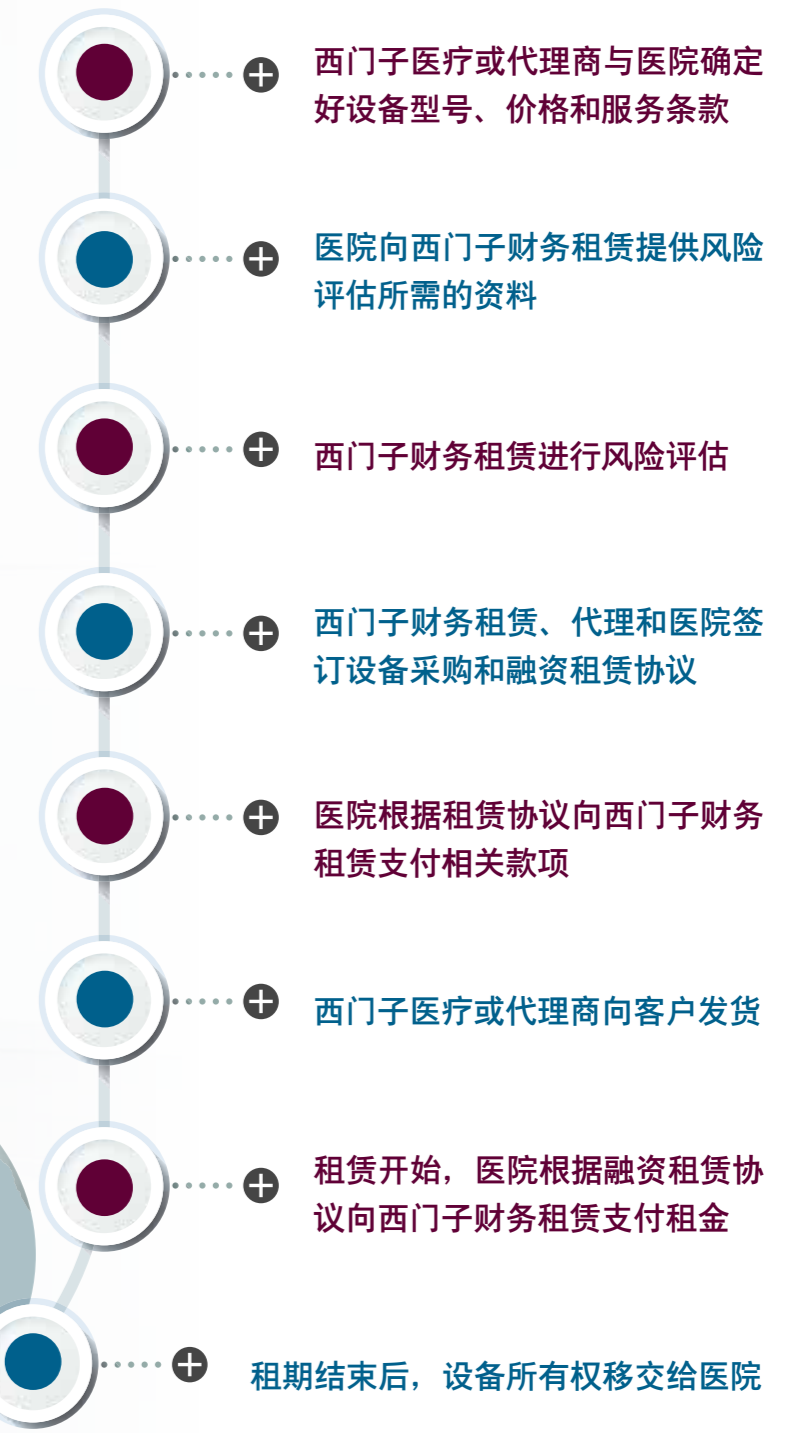 西门子医疗或代理商与医院确定
好设备型号、价格和服务条款
医院向西门子财务租赁提供风险
评估所需的资料
西门子财务租赁进行风险评估
西门子财务租赁、代理和医院签
订设备采购和融资租赁协议
医院根据租赁协议向西门子财务
租赁支付相关款项
西门子医疗或代理商向客户发货
租赁开始，医院根据融资租赁协
议向西门子财务租赁支付租金
租期结束后，设备所有权移交给医院